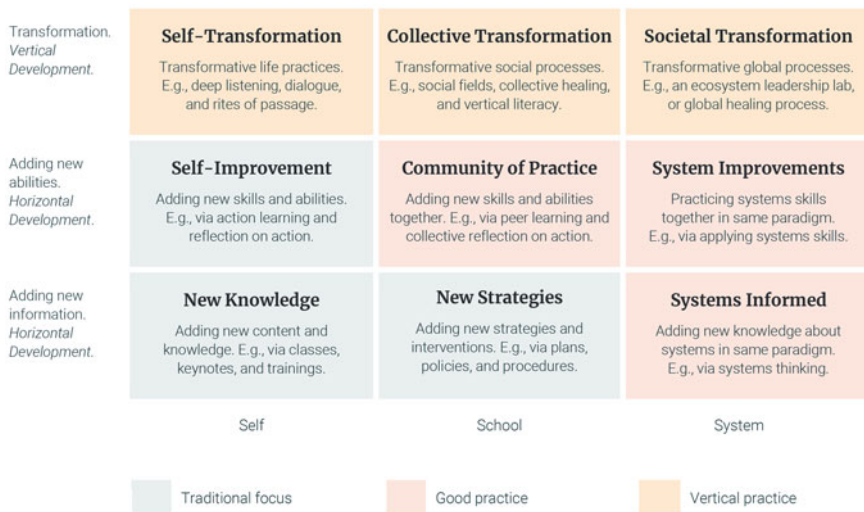 Transformation.
Vertical
Development.
Self-Transformation
Transformative life practices.
E.g., deep listening, dialogue,
and rites of passage.
Collective Transformation
Transformative social processes.
E.g., social fields, collective healing,
and vertical literacy.
Societal Transformation
Transformative global processes.
E.g., an ecosystem leadership lab,
or global healing process.
Adding new
abilities.
Horizontal
Development.
Self-Improvement
Adding new skills and abilities.
E.g., via action learning and
reflection on action.
Community of Practice
Adding new skills and abilities
together. E.g., via peer learning and
collective reflection on action.
System Improvements
Practicing systems skills
together in same paradigm.
E.g., via applying systems skills.
Adding new
information.
Horizontal
Development.
New Knowledge
Adding new content and
knowledge. E.g., via classes,
keynotes, and trainings.
New Strategies
Adding new strategies and
interventions. E.g., via plans,
policies, and procedures.
Systems Informed
Adding new knowledge about
systems in same paradigm.
E.g., via systems thinking.
Self
School
System
Traditional focus
Good practice
Vertical practice